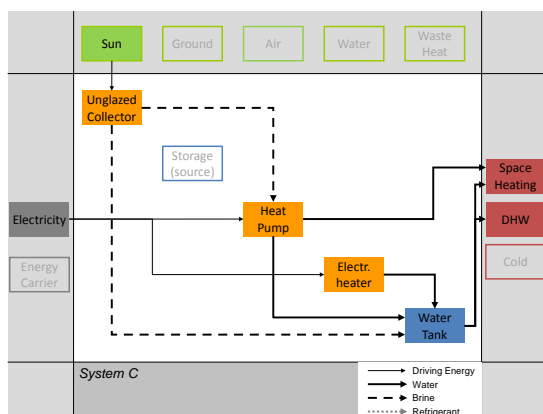 Sun
Ground
Air
Water
Waste
Heat
Unglazed
Collector
Storage
(source)
Space
Heating
Electricity
Heat
Pump
DHW
Energy
Carrier
Electr.
heater
Cold
Water
Tank
System C
Driving Energy
Water
Brine
Refrigerant